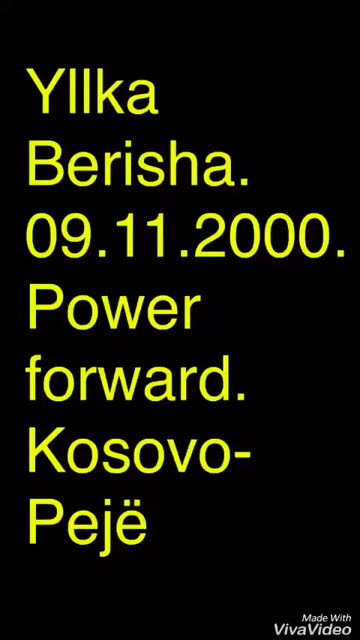 Yllka
Berisha.
09.11.2000.
Power
forward.
Kosovo-
Pejë
Made With
VivaVideo